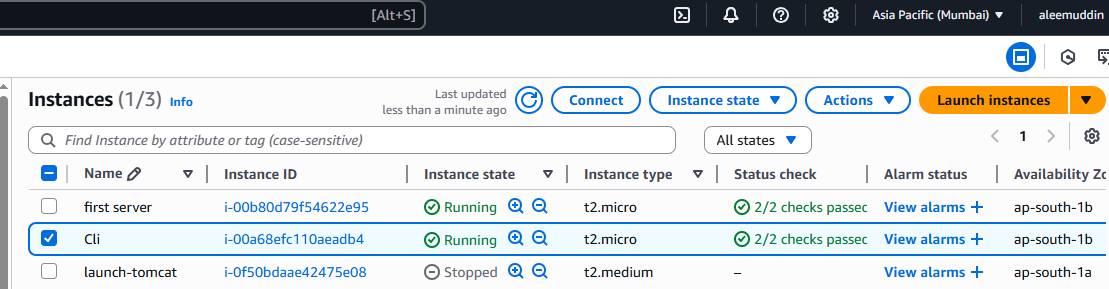 [Alt+S] Asia Pacific (Mumbai) aleemuddin
Instances (1/3) Info Last updated less than a minute ago Connect Instance state Actions Launch instances
Find Instance by attribute or tag (case-sensitive) All states 1
Name Instance ID Instance state Instance type Status check Alarm status Availability Zo
first server i-00b80d79f54622e95 Running t2.micro 2/2 checks passec View alarms + ap-south-1b
Cli i-00a68efc110aeadb4 Running t2.micro 2/2 checks passec View alarms + ap-south-1b
launch-tomcat i-0f50bdaae42475e08 Stopped t2.medium – View alarms + ap-south-1a